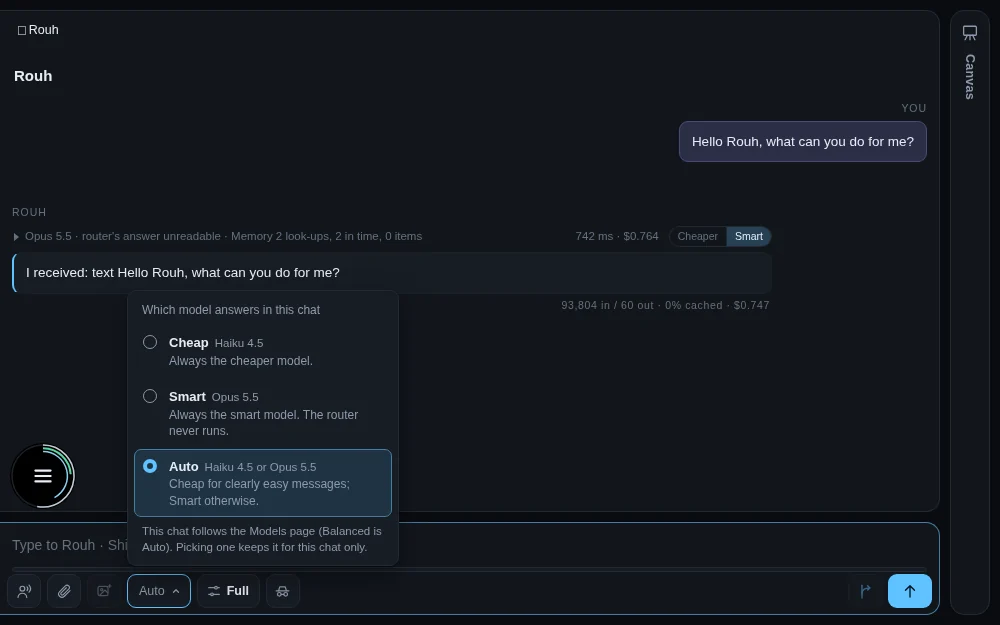 Rouh
Canvas
Rouh
YOU
Hello Rouh, what can you do for me?
ROUH
Opus 5.5 · router's answer unreadable · Memory 2 look-ups, 2 in time, 0 items
742 ms · $0.764
Cheaper
Smart
I received: text Hello Rouh, what can you do for me?
93,804 in / 60 out · 0% cached · $0.747
Which model answers in this chat
Cheap Haiku 4.5
Always the cheaper model.
Smart Opus 5.5
Always the smart model. The router
never runs.
Auto Haiku 4.5 or Opus 5.5
Cheap for clearly easy messages;
Smart otherwise.
This chat follows the Models page (Balanced is
Auto). Picking one keeps it for this chat only.
Type to Rouh · Shi
Auto
Full